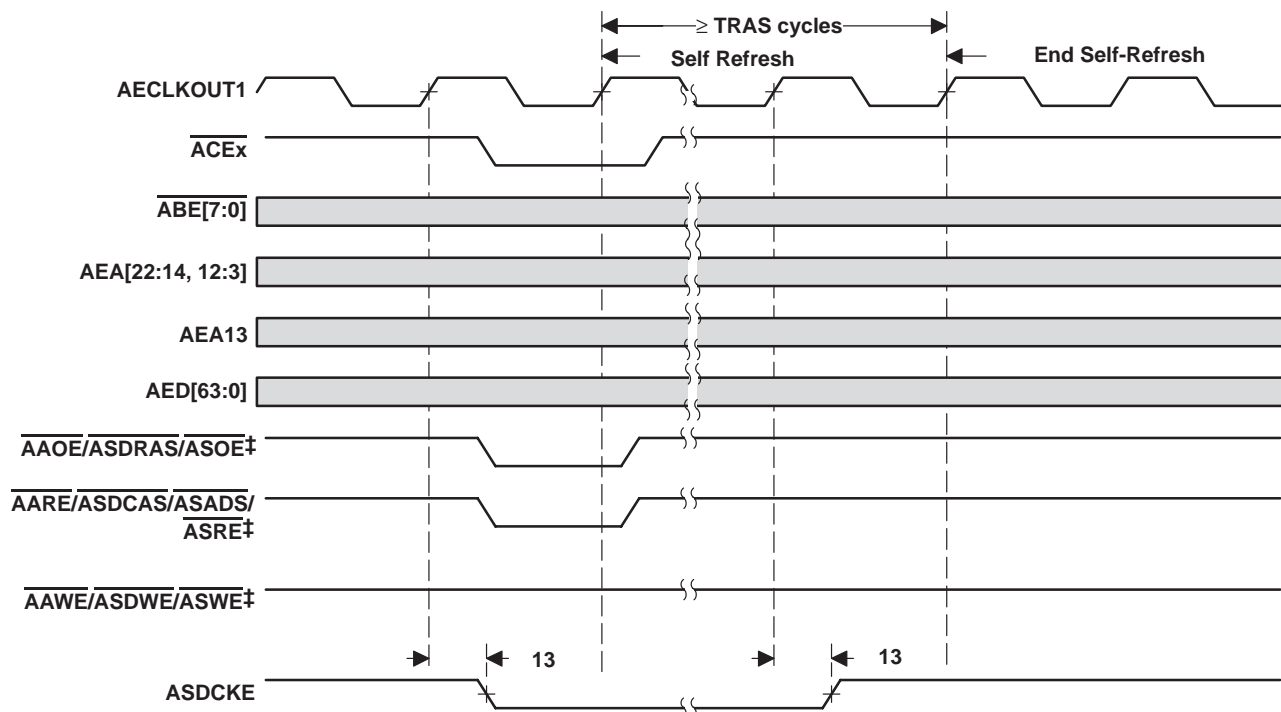 ≥ TRAS cycles
Self Refresh
End Self-Refresh
AECLKOUT1
ACEx
ABE[7:0]
AEA[22:14, 12:3]
AEA13
AED[63:0]
AAOE/ASDRAS/ASOE‡
AARE/ASDCAS/ASADS/
ASRE‡
AAWE/ASDWE/ASWE‡
13
13
ASDCKE